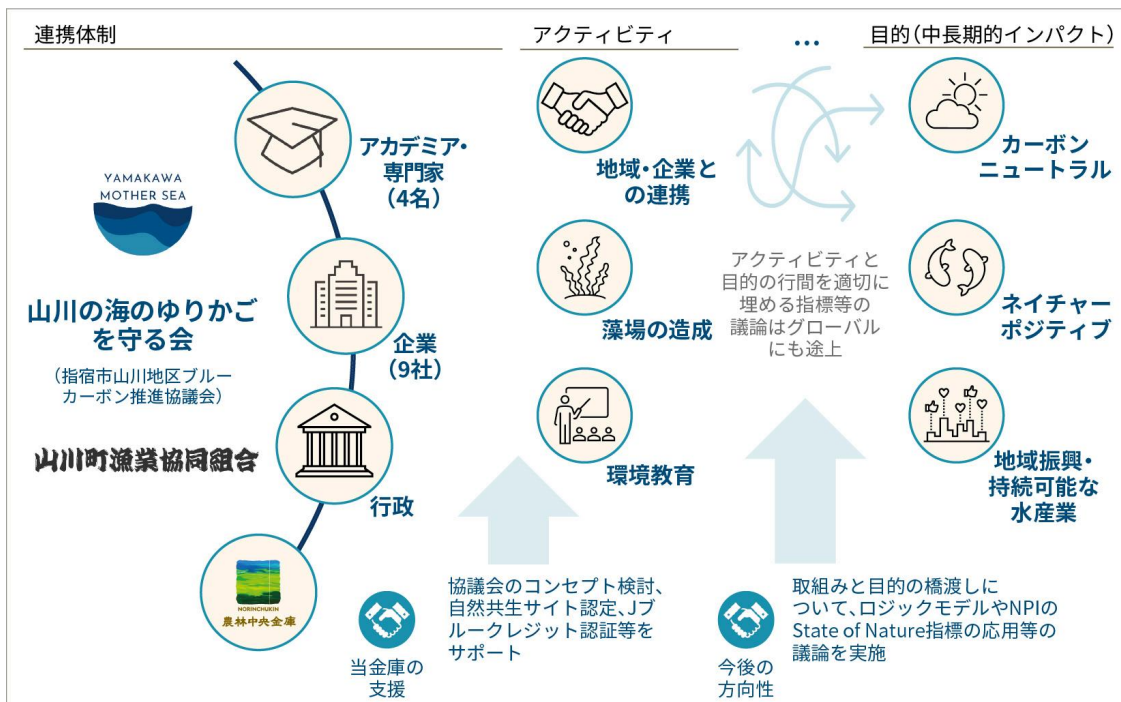 連携体制
アクティビティ
…
目的（中長期的インパクト）
YAMAKAWA
MOTHER SEA
山川の海のゆりかご
を守る会
（指宿市山川地区ブルー
カーボン推進協議会）
山川町漁業協同組合
アカデミア・
専門家
（4名）
企業
（9社）
行政
NORINCHUKIN
農林中央金庫
地域・企業と
の連携
藻場の造成
環境教育
アクティビティと
目的の行間を適切に
埋める指標等の
議論はグローバル
にも途上
カーボン
ニュートラル
ネイチャー
ポジティブ
地域振興・
持続可能な
水産業
当金庫の
支援
協議会のコンセプト検討、
自然共生サイト認定、Jブ
ルークレジット認証等を
サポート
今後の
方向性
取組みと目的の橋渡しに
ついて、ロジックモデルやNPIの
State of Nature指標の応用等の
議論を実施